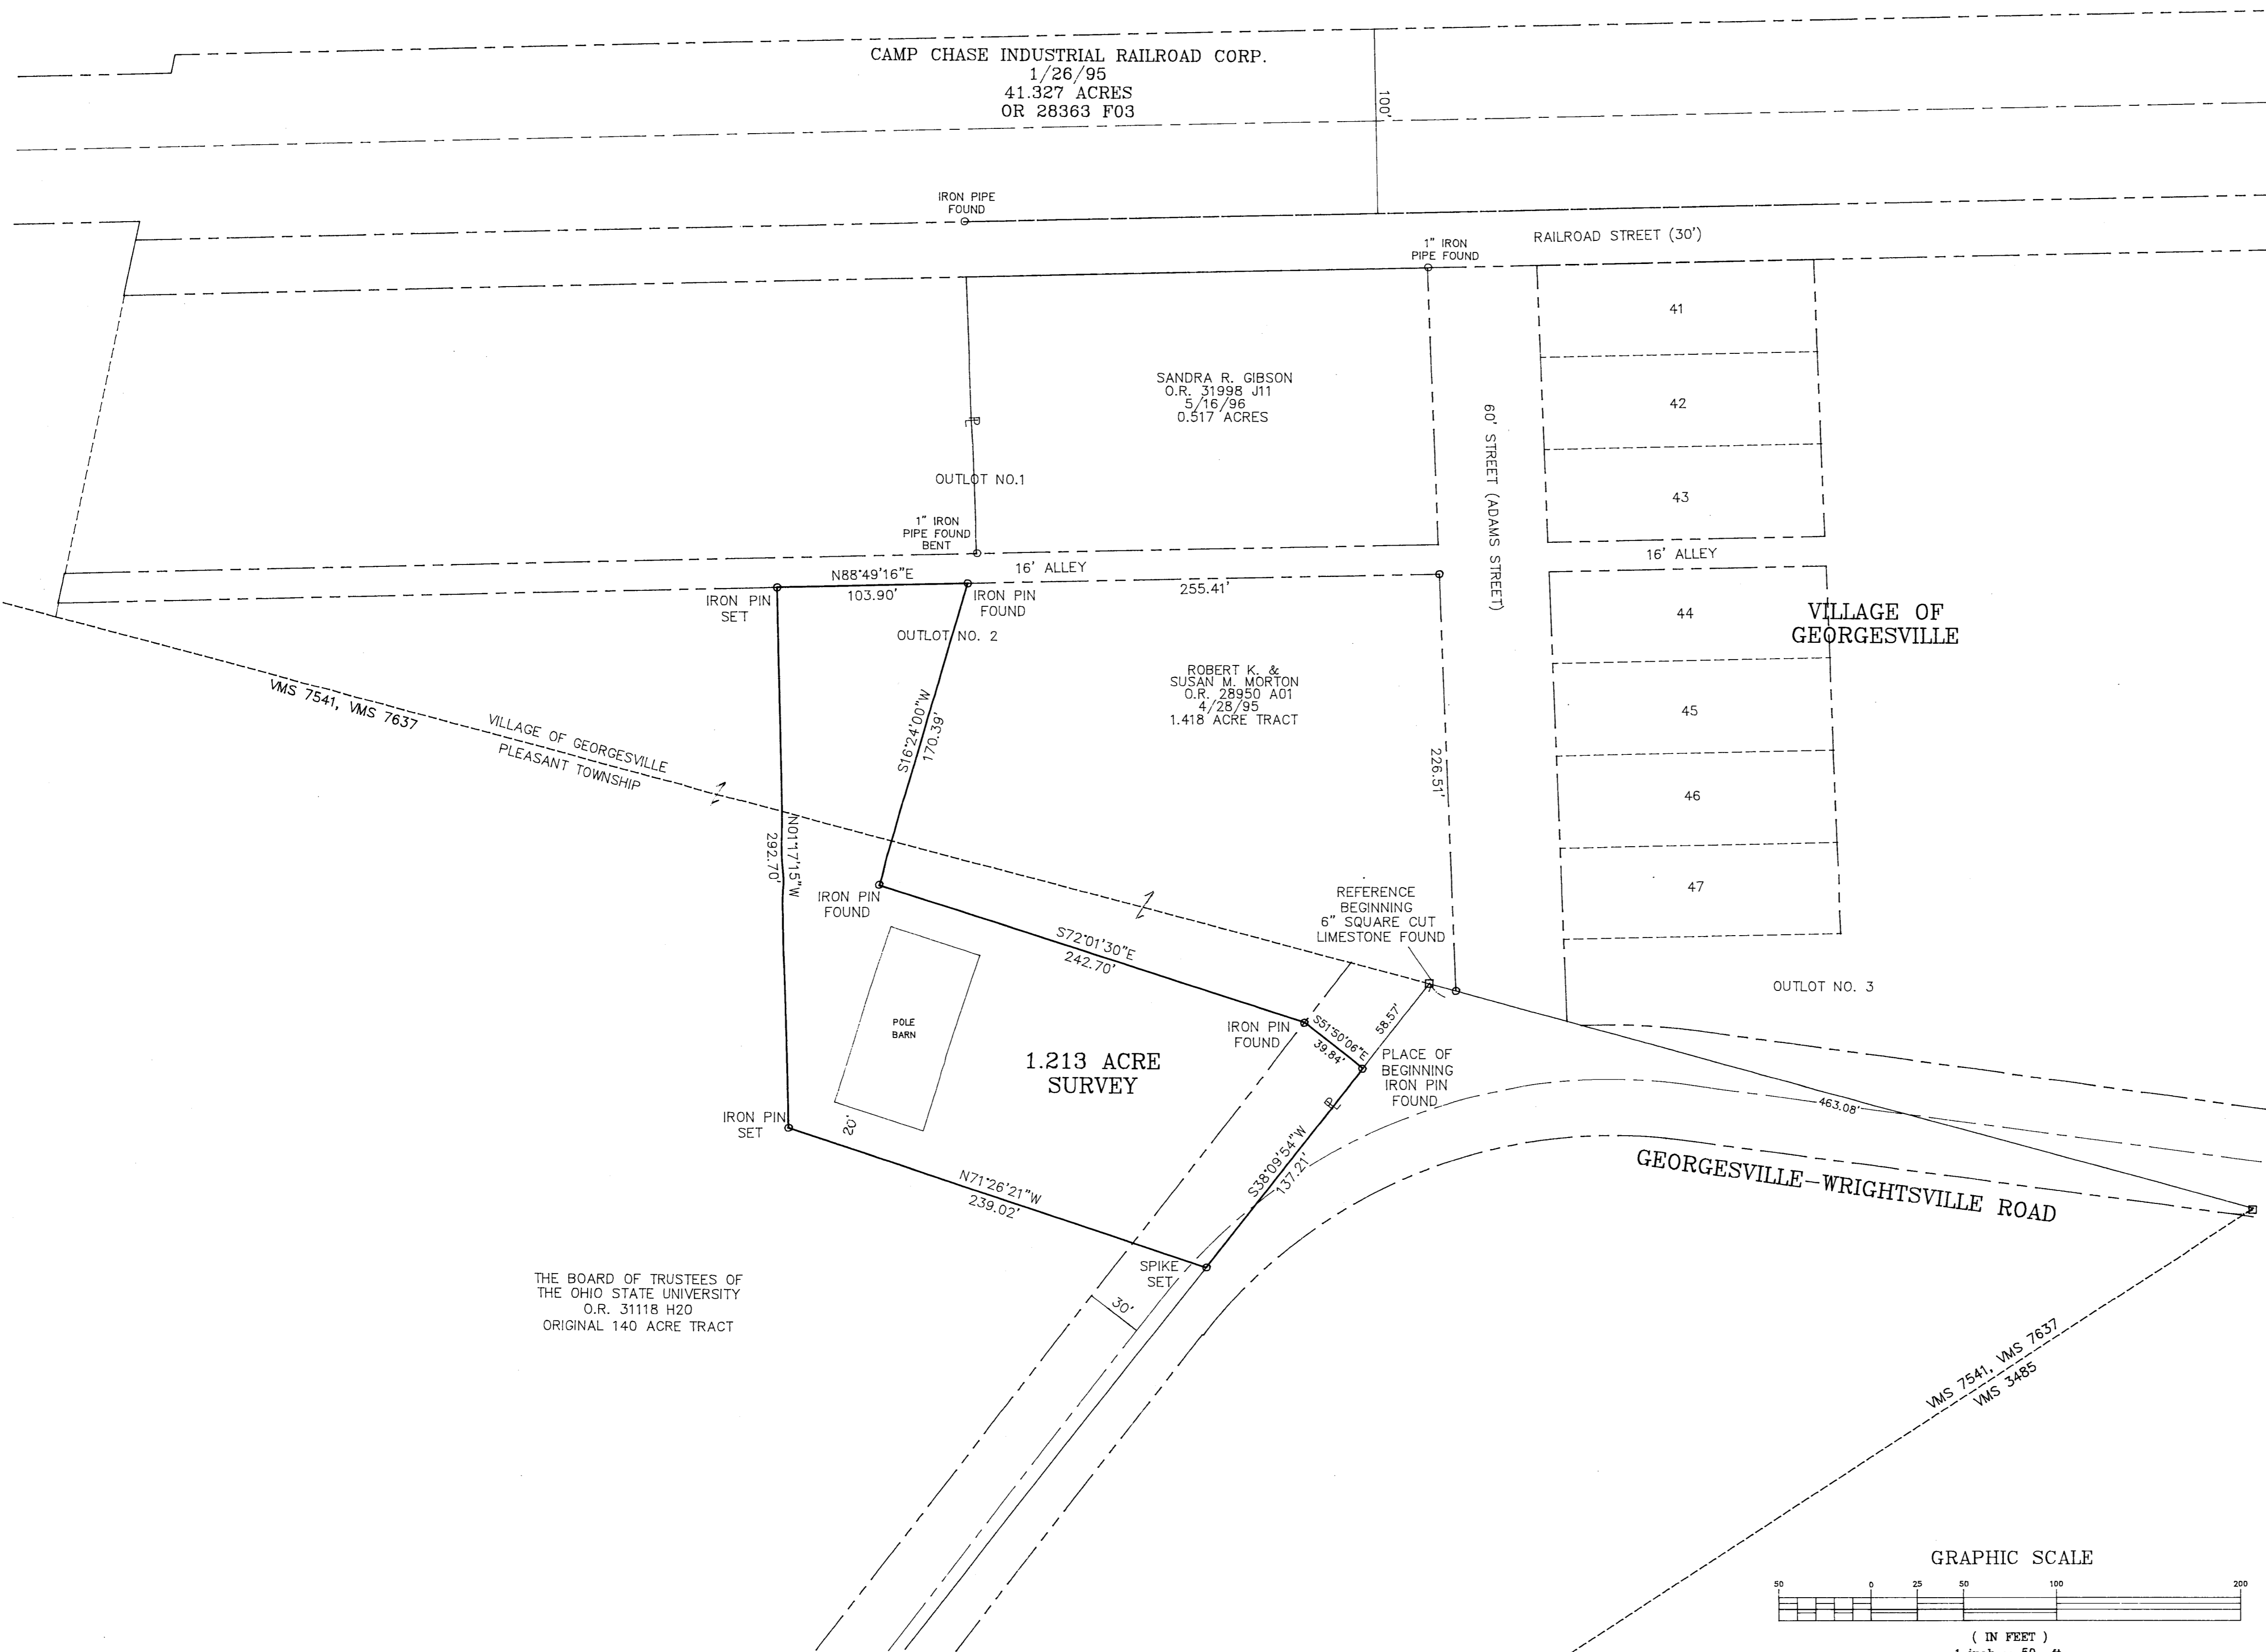 CAMP CHASE INDUSTRIAL RAILROAD CORP.
1/26/95
41.327 ACRES
OR 28363 F03
100'
IRON PIPE
FOUND
1" IRON
PIPE FOUND
RAILROAD STREET (30')
SANDRA R. GIBSON
O.R. 31998 J11
5/16/96
0.517 ACRES
41
42
43
60' STREET (ADAMS STREET)
PL
OUTLOT NO.1
1" IRON
PIPE FOUND
BENT
16' ALLEY
16' ALLEY
N88°49'16"E
103.90'
255.41'
IRON PIN
SET
IRON PIN
FOUND
OUTLOT NO. 2
44
VILLAGE OF
GEORGESVILLE
ROBERT K. &
SUSAN M. MORTON
O.R. 28950 A01
4/28/95
1.418 ACRE TRACT
S16°24'00"W
170.39'
VMS 7541, VMS 7637
VILLAGE OF GEORGESVILLE
PLEASANT TOWNSHIP
45
226.51'
46
N01°17'15"W
292.70'
47
IRON PIN
FOUND
REFERENCE
BEGINNING
6" SQUARE CUT
LIMESTONE FOUND
S72°01'30"E
242.70'
OUTLOT NO. 3
POLE
BARN
IRON PIN
FOUND
S51°50'06"E
39.84'
58.57'
1.213 ACRE
SURVEY
PLACE OF
BEGINNING
IRON PIN
FOUND
PL
463.08'
IRON PIN
SET
20'
S38°09'54"W
137.21'
N71°26'21"W
239.02'
GEORGESVILLE-WRIGHTSVILLE ROAD
SPIKE
SET
30'
THE BOARD OF TRUSTEES OF
THE OHIO STATE UNIVERSITY
O.R. 31118 H20
ORIGINAL 140 ACRE TRACT
VMS 7541, VMS 7637
VMS 3485
GRAPHIC SCALE
50 0 25 50 100 200
( IN FEET )